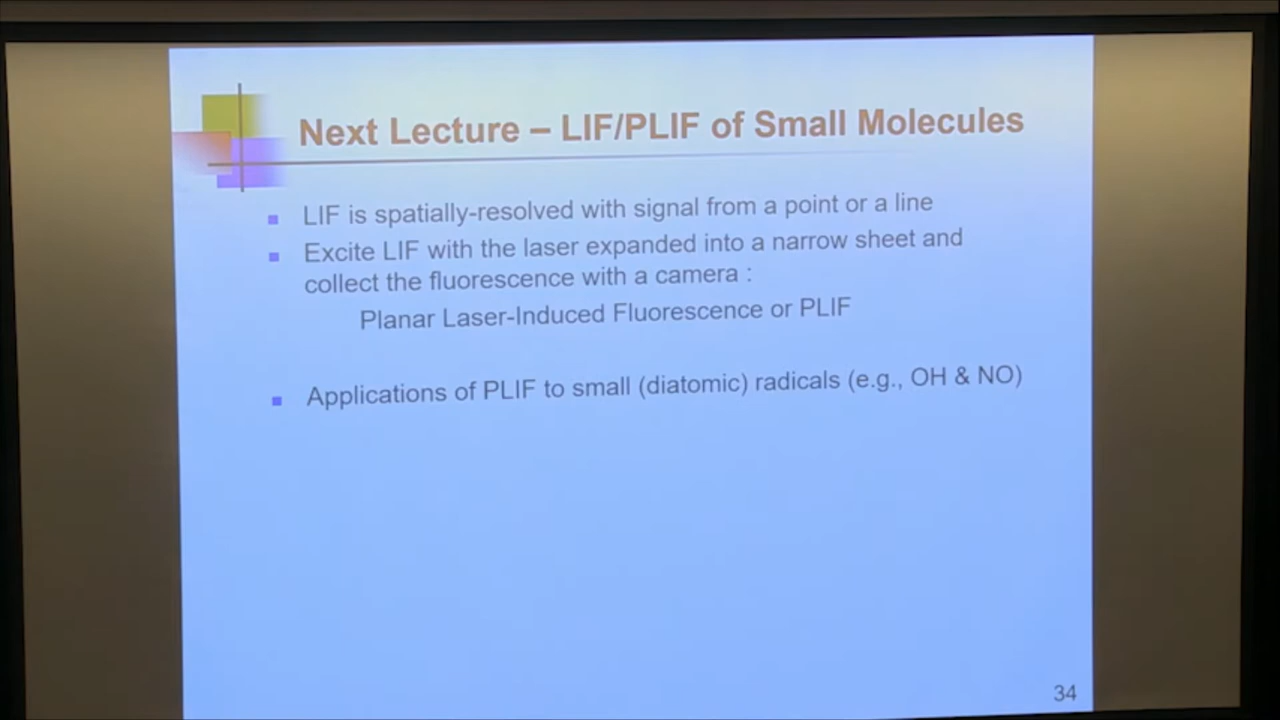 Next Lecture – LIF/PLIF of Small Molecules
LIF is spatially-resolved with signal from a point or a line
Excite LIF with the laser expanded into a narrow sheet and
collect the fluorescence with a camera :
Planar Laser-Induced Fluorescence or PLIF
Applications of PLIF to small (diatomic) radicals (e.g., OH & NO)
34